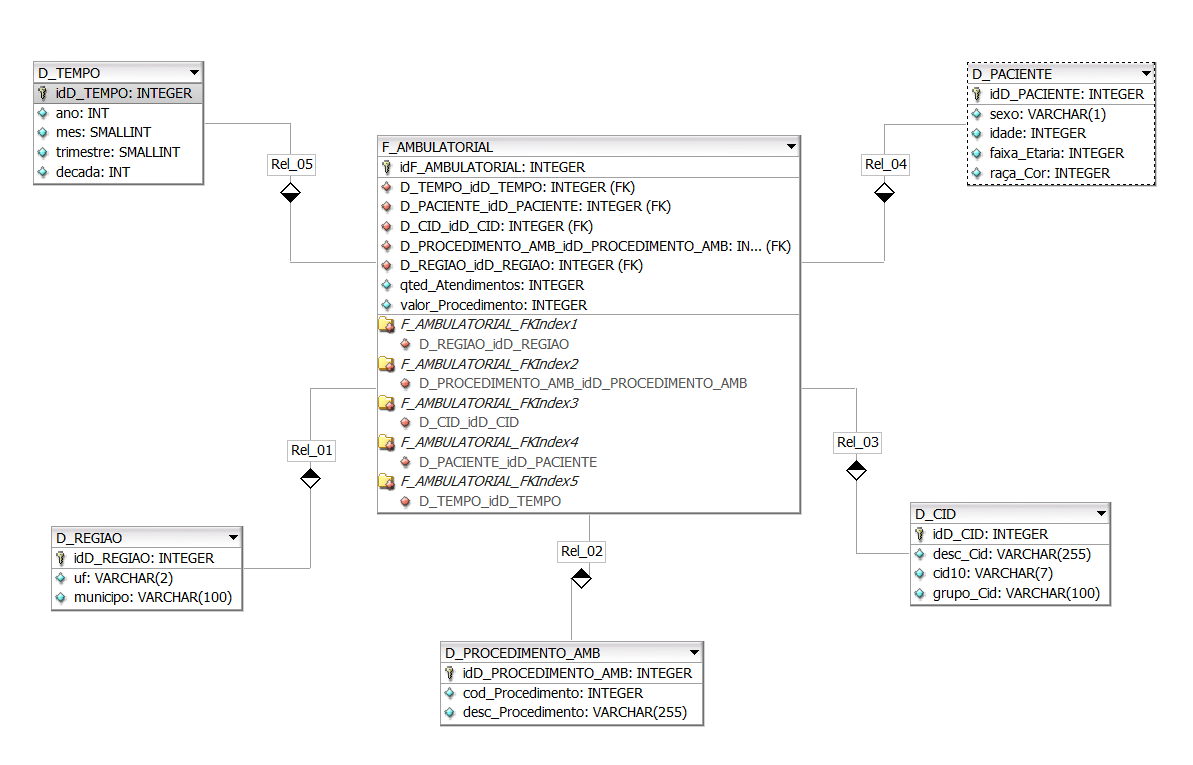 D_TEMPO
idD_TEMPO: INTEGER
ano: INT
mes: SMALLINT
trimestre: SMALLINT
decada: INT
D_PACIENTE
idD_PACIENTE: INTEGER
sexo: VARCHAR(1)
idade: INTEGER
faixa_Etaria: INTEGER
raça_Cor: INTEGER
Rel_05
Rel_04
F_AMBULATORIAL
idF_AMBULATORIAL: INTEGER
D_TEMPO_idD_TEMPO: INTEGER (FK)
D_PACIENTE_idD_PACIENTE: INTEGER (FK)
D_CID_idD_CID: INTEGER (FK)
D_PROCEDIMENTO_AMB_idD_PROCEDIMENTO_AMB: IN... (FK)
D_REGIAO_idD_REGIAO: INTEGER (FK)
qted_Atendimentos: INTEGER
valor_Procedimento: INTEGER
F_AMBULATORIAL_FKIndex1
D_REGIAO_idD_REGIAO
F_AMBULATORIAL_FKIndex2
D_PROCEDIMENTO_AMB_idD_PROCEDIMENTO_AMB
F_AMBULATORIAL_FKIndex3
D_CID_idD_CID
F_AMBULATORIAL_FKIndex4
D_PACIENTE_idD_PACIENTE
F_AMBULATORIAL_FKIndex5
D_TEMPO_idD_TEMPO
Rel_01
Rel_03
Rel_02
D_REGIAO
idD_REGIAO: INTEGER
uf: VARCHAR(2)
municipo: VARCHAR(100)
D_CID
idD_CID: INTEGER
desc_Cid: VARCHAR(255)
cid10: VARCHAR(7)
grupo_Cid: VARCHAR(100)
D_PROCEDIMENTO_AMB
idD_PROCEDIMENTO_AMB: INTEGER
cod_Procedimento: INTEGER
desc_Procedimento: VARCHAR(255)